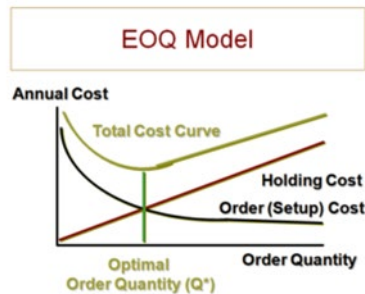 EOQ Model
Annual Cost
Total Cost Curve
Holding Cost
Order (Setup) Cost
Optimal
Order Quantity (Q*)
Order Quantity